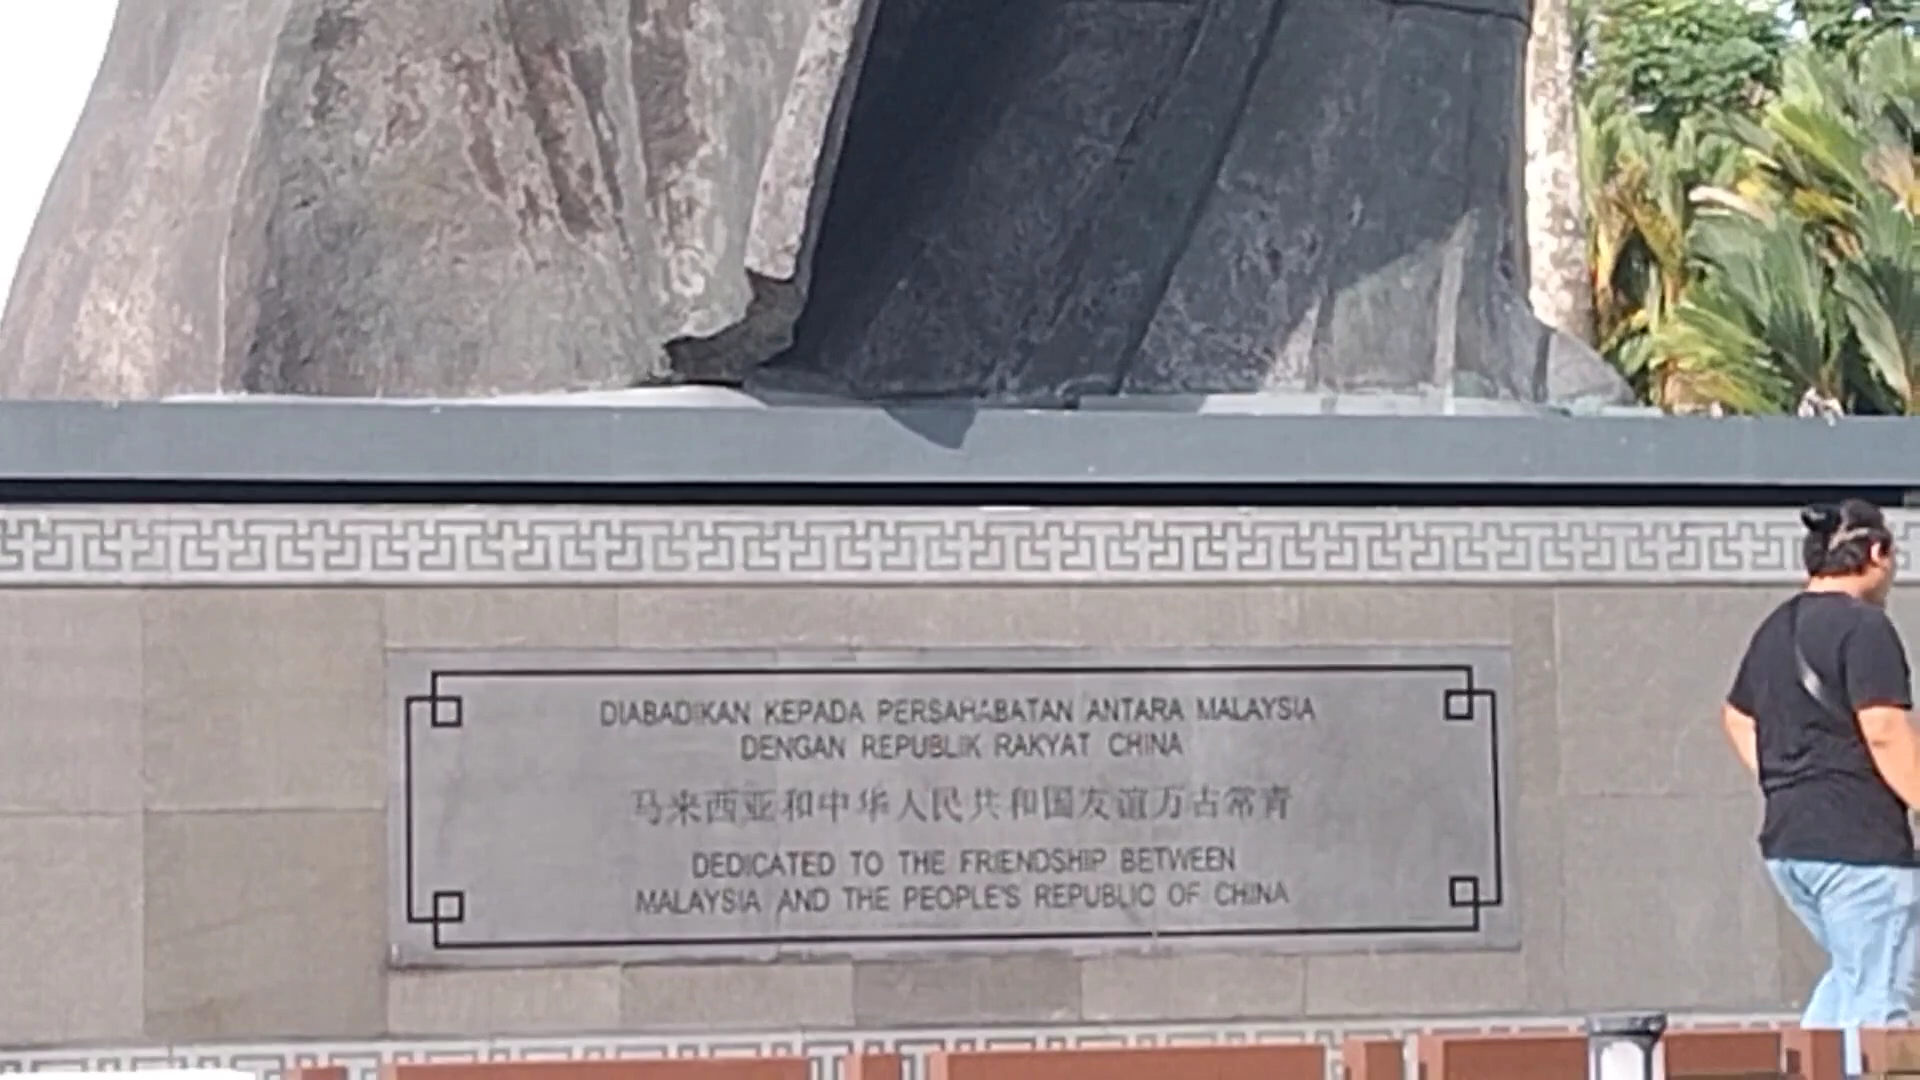 DIABADIKAN KEPADA PERSAHABATAN ANTARA MALAYSIA
DENGAN REPUBLIK RAKYAT CHINA
马来西亚和中华人民共和国友谊万古常青
DEDICATED TO THE FRIENDSHIP BETWEEN
MALAYSIA AND THE PEOPLE'S REPUBLIC OF CHINA